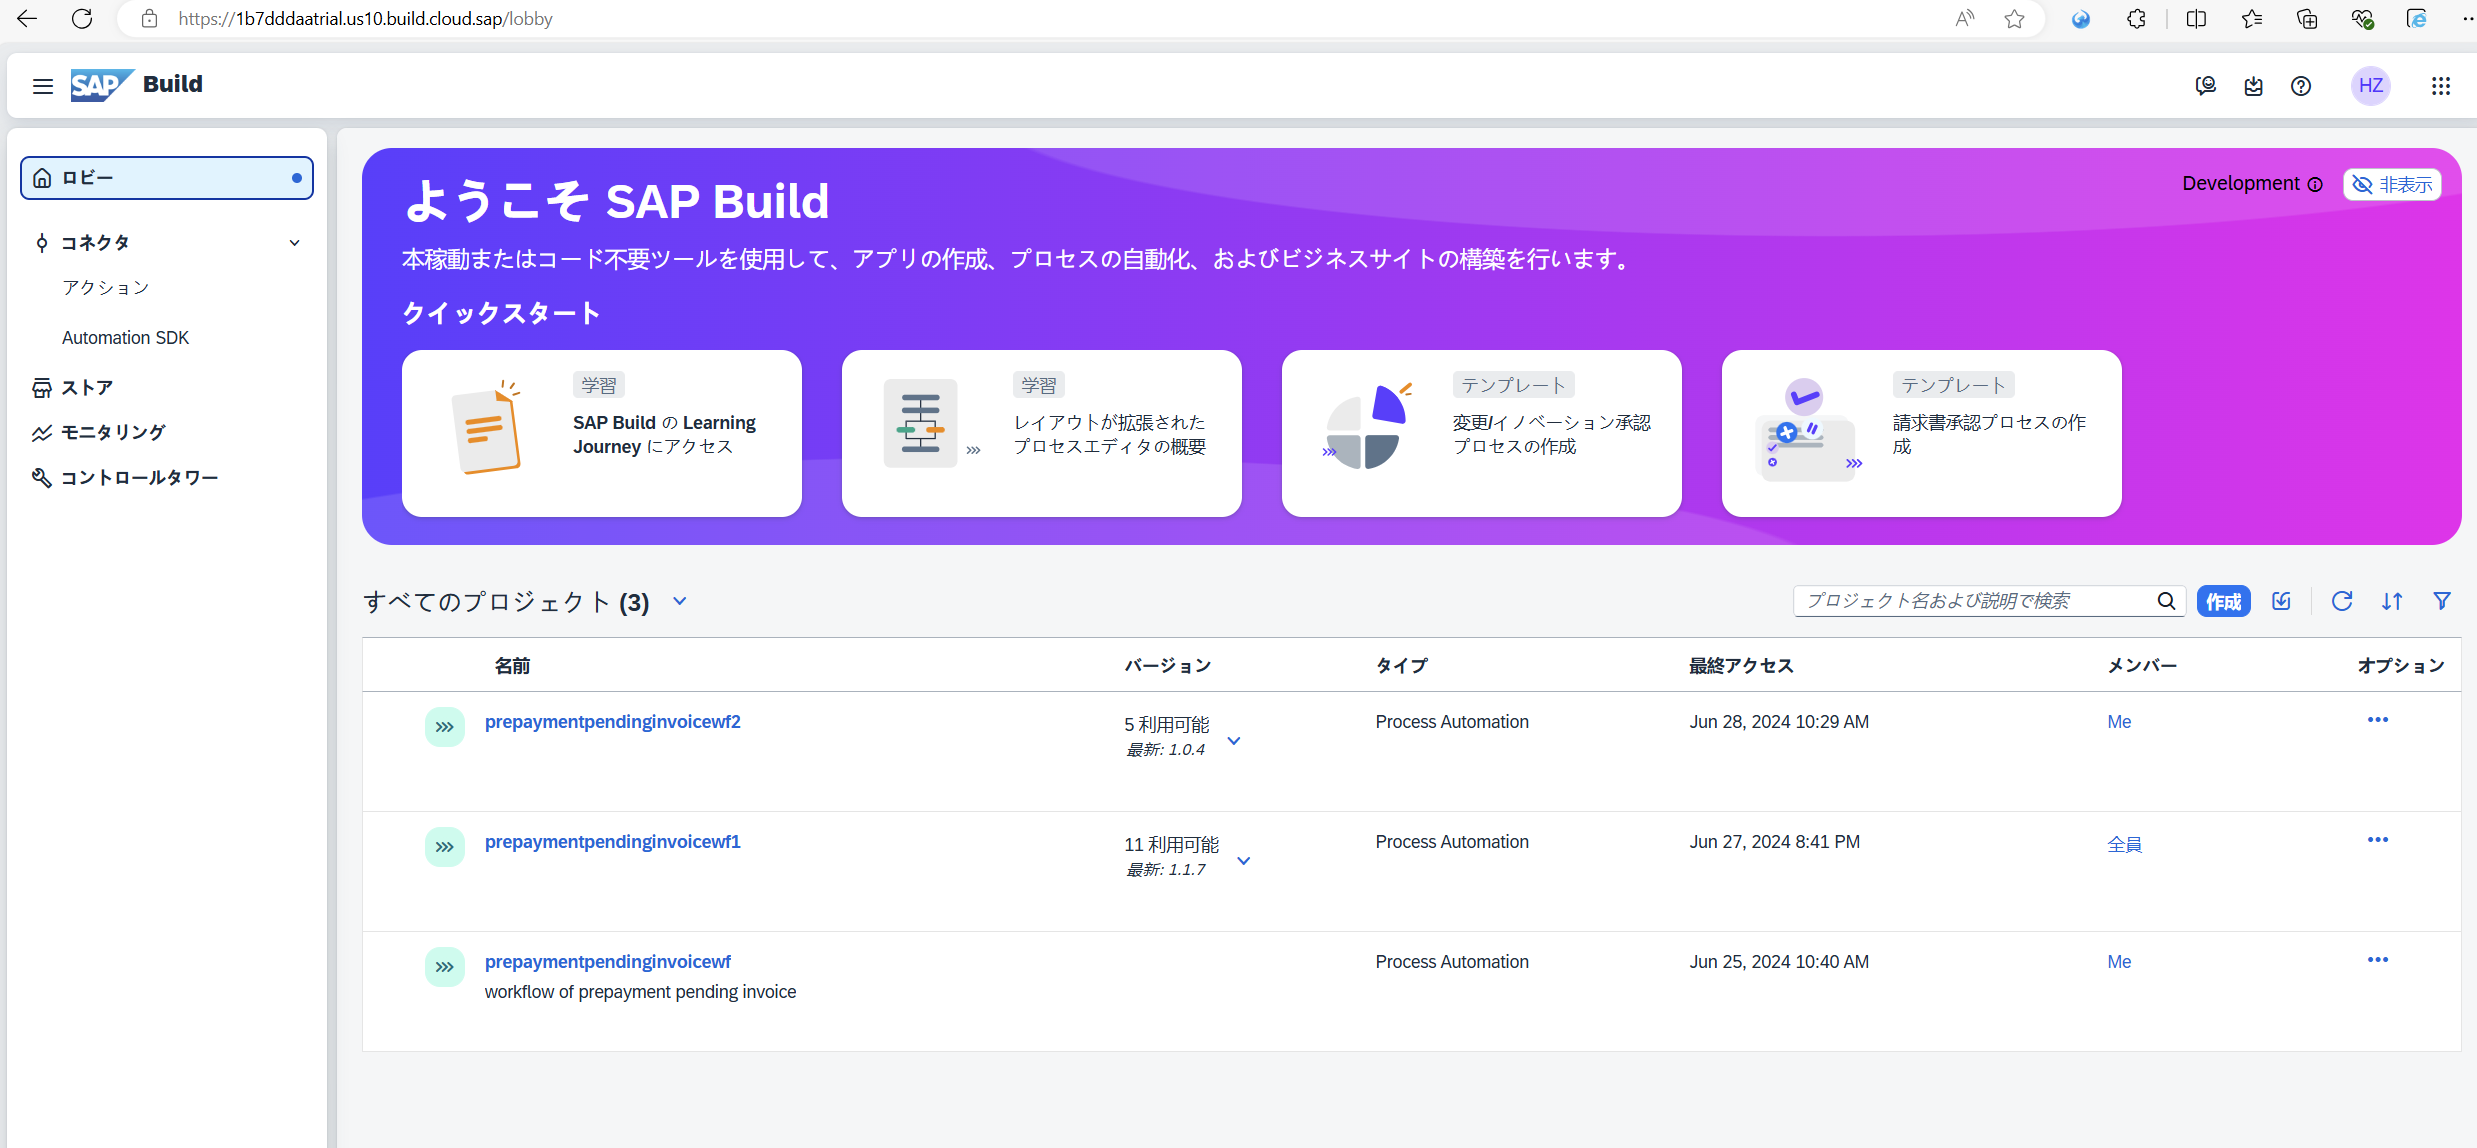 https://1b7dddaatrial.us10.build.cloud.sap/lobby
SAP Build
HZ
ロビー
コネクタ
アクション
Automation SDK
ストア
モニタリング
コントロールタワー
ようこそ SAP Build
Development
非表示
本稼動またはコード不要ツールを使用して、アプリの作成、プロセスの自動化、およびビジネスサイトの構築を行います。
クイックスタート
学習
SAP Build の Learning
Journey にアクセス
学習
レイアウトが拡張された
プロセスエディタの概要
テンプレート
変更/イノベーション承認
プロセスの作成
テンプレート
請求書承認プロセスの作
成
すべてのプロジェクト (3)
プロジェクト名および説明で検索
作成
名前 バージョン タイプ 最終アクセス メンバー オプション
prepaymentpendinginvoicewf2 5 利用可能 Process Automation Jun 28, 2024 10:29 AM Me
最新: 1.0.4
prepaymentpendinginvoicewf1 11 利用可能 Process Automation Jun 27, 2024 8:41 PM 全員
最新: 1.1.7
prepaymentpendinginvoicewf Process Automation Jun 25, 2024 10:40 AM Me
workflow of prepayment pending invoice